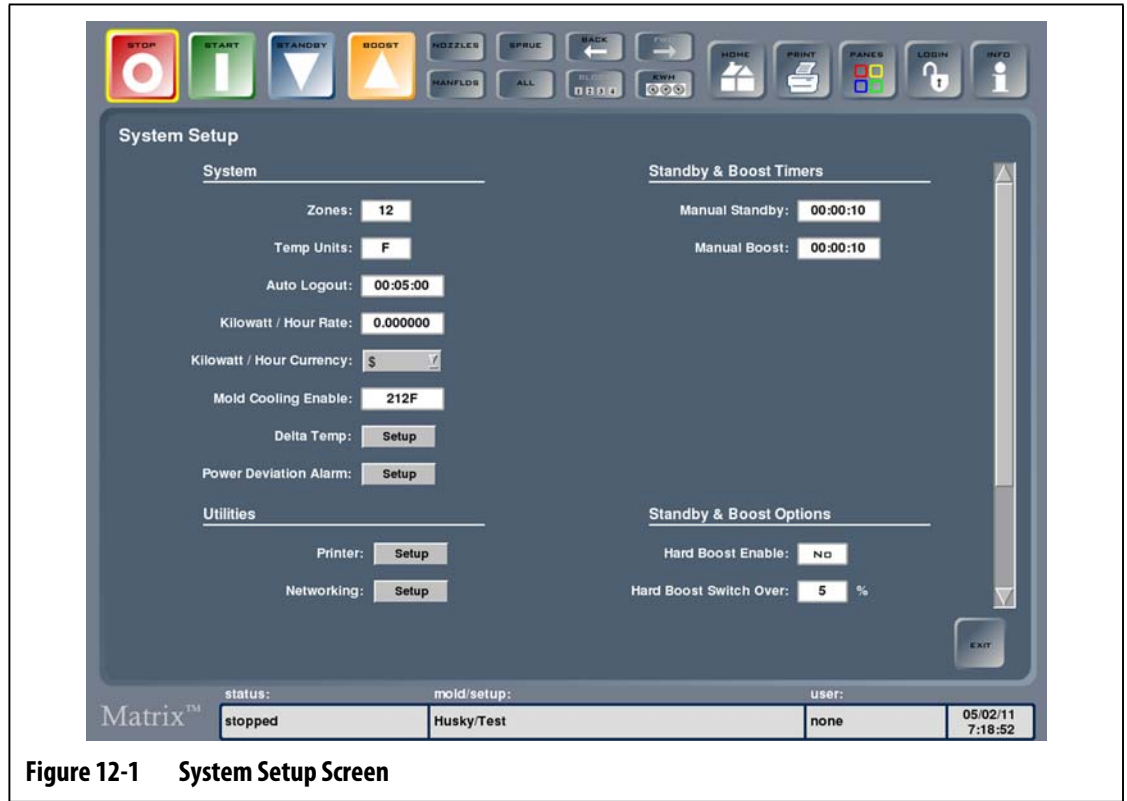 STOP START STANDBY BOOST NOZZLES SPRUE BACK HOME PRINT PANES LOGIN INFO
MANFLDS ALL 1 2 3 4 KWH
System Setup
System
Zones: 12
Temp Units: F
Auto Logout: 00:05:00
Kilowatt / Hour Rate: 0.000000
Kilowatt / Hour Currency: $
Mold Cooling Enable: 212F
Delta Temp: Setup
Power Deviation Alarm: Setup
Utilities
Printer: Setup
Networking: Setup
Standby & Boost Timers
Manual Standby: 00:00:10
Manual Boost: 00:00:10
Standby & Boost Options
Hard Boost Enable: No
Hard Boost Switch Over: 5 %
EXIT
Matrix™
status: mold/setup: user:
stopped Husky/Test none 05/02/11
7:18:52
Figure 12-1 System Setup Screen